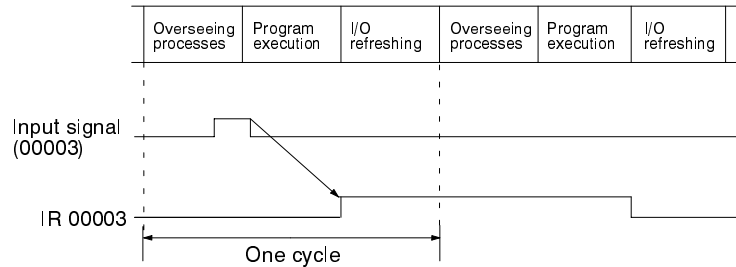 Overseeing processes
Program execution
I/O refreshing
Overseeing processes
Program execution
I/O refreshing
Input signal
(00003)
IR 00003
One cycle